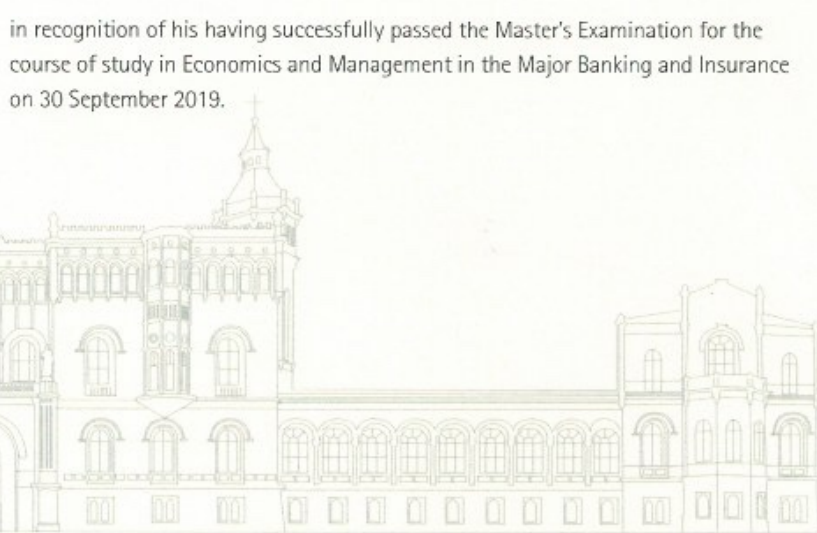 in recognition of his having successfully passed the Master's Examination for the
course of study in Economics and Management in the Major Banking and Insurance
on 30 September 2019.